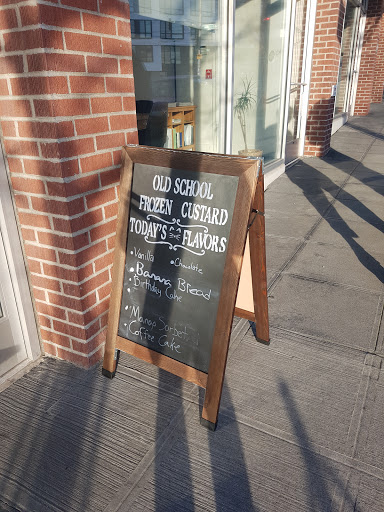 OLD SCHOOL
FROZEN CUSTARD
TODAY'S FLAVORS
• Vanilla • Chocolate
• Banana Bread
• Birthday Cake
• Mango Sorbet
• Coffee Cake